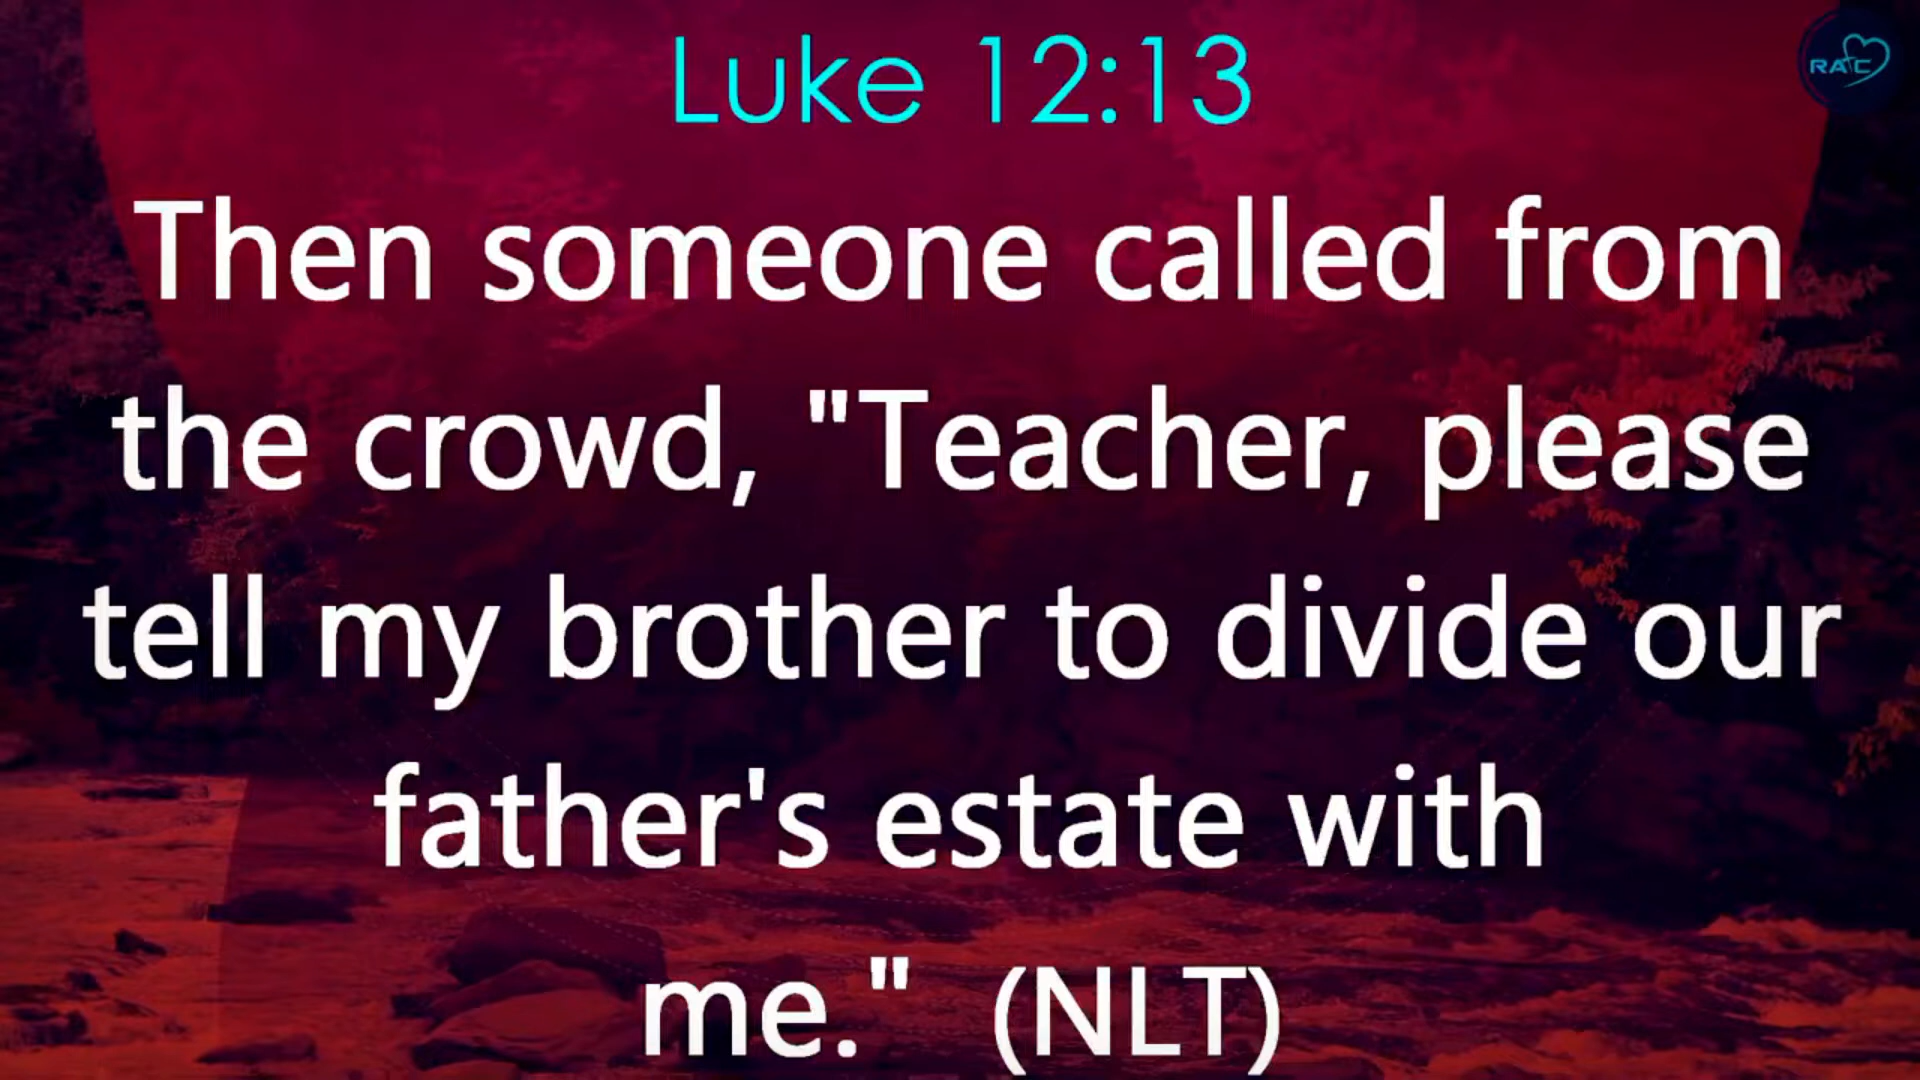 Luke 12:13
RAC
Then someone called from
the crowd, "Teacher, please
tell my brother to divide our
father's estate with
me." (NLT)